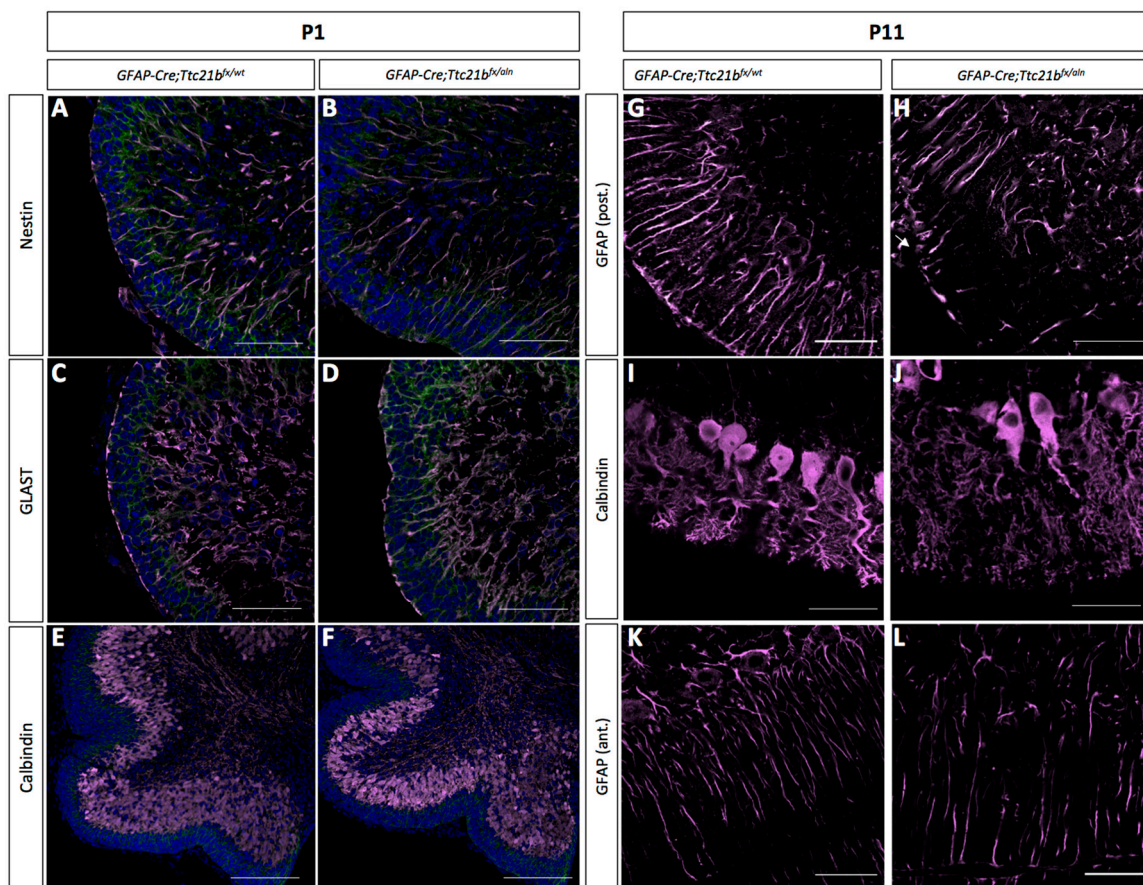 P1
P11
GFAP-Cre;Ttc21b^fx/wt
GFAP-Cre;Ttc21b^fx/aln
GFAP-Cre;Ttc21b^fx/wt
GFAP-Cre;Ttc21b^fx/aln
Nestin
A
B
GFAP (post.)
G
H
GLAST
C
D
Calbindin
I
J
Calbindin
E
F
GFAP (ant.)
K
L